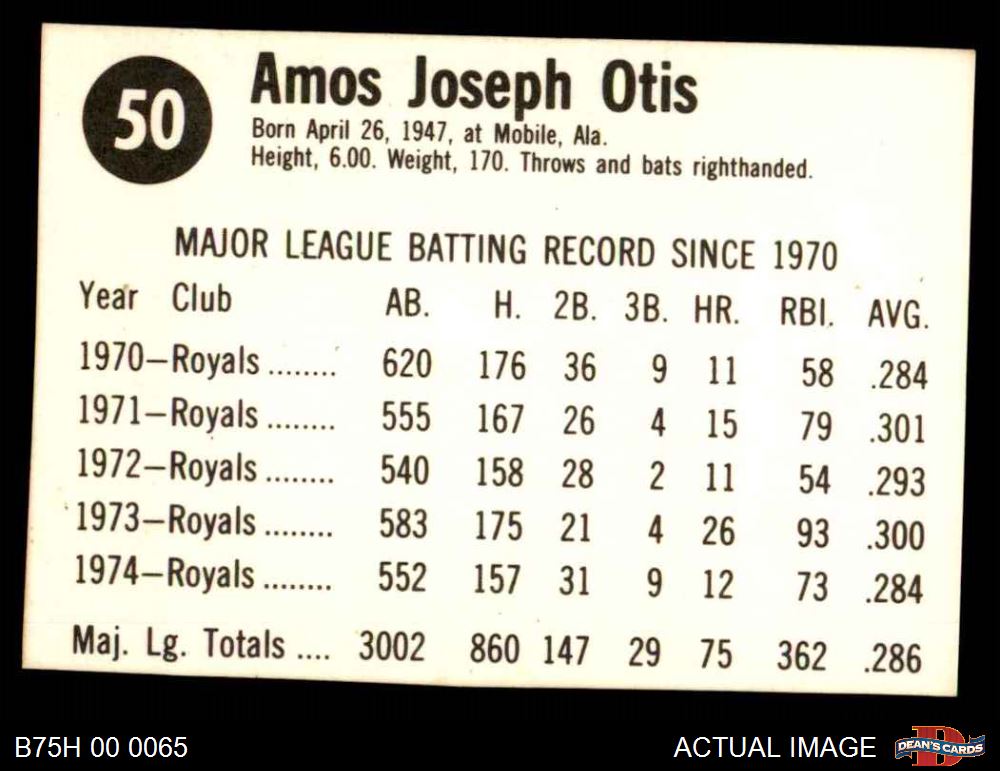 50
Amos Joseph Otis
Born April 26, 1947, at Mobile, Ala.
Height, 6.00. Weight, 170. Throws and bats righthanded.
MAJOR LEAGUE BATTING RECORD SINCE 1970
Year Club AB. H. 2B. 3B. HR. RBI. AVG.
1970—Royals ........ 620 176 36 9 11 58 .284
1971—Royals ........ 555 167 26 4 15 79 .301
1972—Royals ........ 540 158 28 2 11 54 .293
1973—Royals ........ 583 175 21 4 26 93 .300
1974—Royals ........ 552 157 31 9 12 73 .284
Maj. Lg. Totals .... 3002 860 147 29 75 362 .286
B75H 00 0065
ACTUAL IMAGE
D DEAN'S CARDS